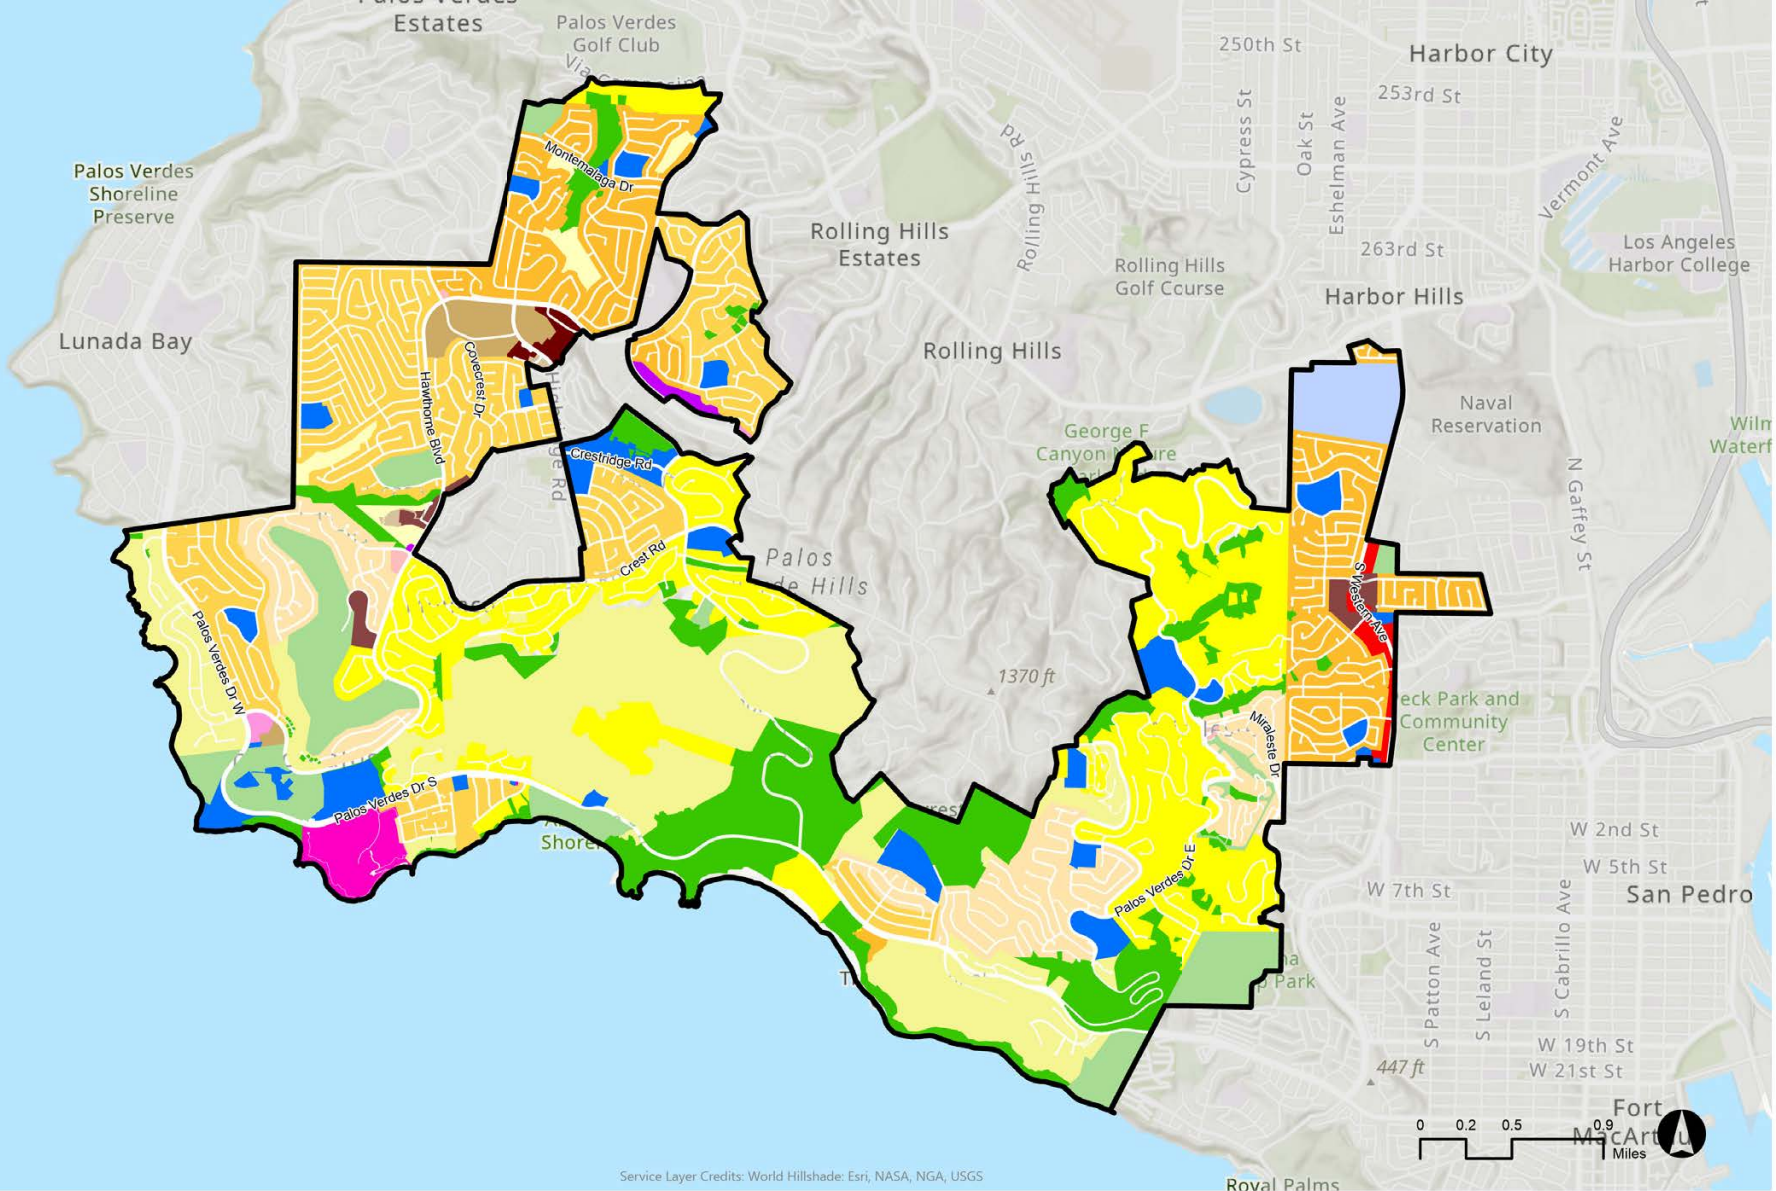 Estates
Palos Verdes
Golf Club
250th St
Harbor City
253rd St
Cypress St
Oak St
Eshelman Ave
Vermont Ave
Rolling Hills Rd
Montemalaga Dr
Palos Verdes
Shoreline
Preserve
Rolling Hills
Estates
263rd St
Los Angeles
Harbor College
Rolling Hills
Golf Course
Harbor Hills
Lunada Bay
Rolling Hills
Hawthorne Blvd
Covecrest Dr
Naval
Reservation
George F
Canyon
Crestridge Rd
N Gaffey St
Crest Rd
Palos
Hills
S Western Ave
Palos Verdes Dr W
1370 ft
Park and
Community
Center
Miraleste Dr
Palos Verdes Dr S
W 2nd St
W 5th St
W 7th St
San Pedro
Palos Verdes Dr E
S Patton Ave
S Leland St
S Cabrillo Ave
Park
W 19th St
W 21st St
447 ft
Fort
0 0.2 0.5 0.9
Miles
Service Layer Credits: World Hillshade: Esri, NASA, NGA, USGS
Royal Palms